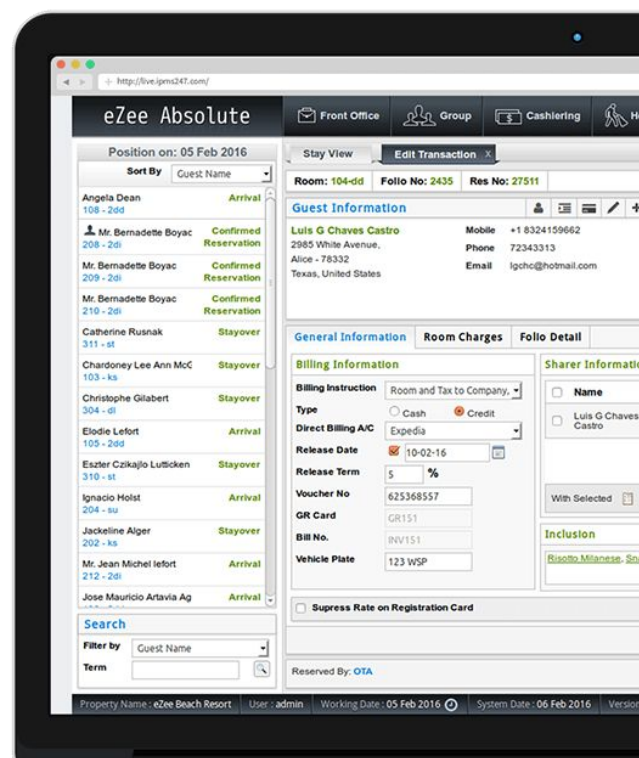 http://live.ipms247.com/
eZee Absolute
Front Office
Group
Cashiering
Position on: 05 Feb 2016
Sort By Guest Name
Angela Dean Arrival
108 - 2dd
Mr. Bernadette Boyac Confirmed
208 - 2di Reservation
Mr. Bernadette Boyac Confirmed
209 - 2di Reservation
Mr. Bernadette Boyac Confirmed
210 - 2di Reservation
Catherine Rusnak Stayover
311 - st
Chardoney Lee Ann McC Stayover
103 - ks
Christophe Gilabert Stayover
304 - dl
Elodie Lefort Arrival
105 - 2dd
Eszter Czikajlo Lutticken Stayover
310 - st
Ignacio Holst Arrival
204 - su
Jackeline Alger Stayover
202 - ks
Mr. Jean Michel lefort Arrival
212 - 2di
Jose Mauricio Artavia Ag Arrival
Search
Filter by Guest Name
Term
Stay View
Edit Transaction X
Room: 104-dd Folio No: 2435 Res No: 27511
Guest Information
Luis G Chaves Castro Mobile +1 8324159662
2985 White Avenue, Phone 72343313
Alice - 78332 Email lgchc@hotmail.com
Texas, United States
General Information Room Charges Folio Detail
Billing Information
Billing Instruction Room and Tax to Company,
Type Cash Credit
Direct Billing A/C Expedia
Release Date 10-02-16
Release Term 5 %
Voucher No 625368557
GR Card GR151
Bill No. INV151
Vehicle Plate 123 WSP
Sharer Informatio
Name
Luis G Chaves
Castro
With Selected
Inclusion
Risotto Milanese, Sn
Supress Rate on Registration Card
Reserved By: OTA
Property Name : eZee Beach Resort User : admin Working Date : 05 Feb 2016 System Date : 06 Feb 2016 Version